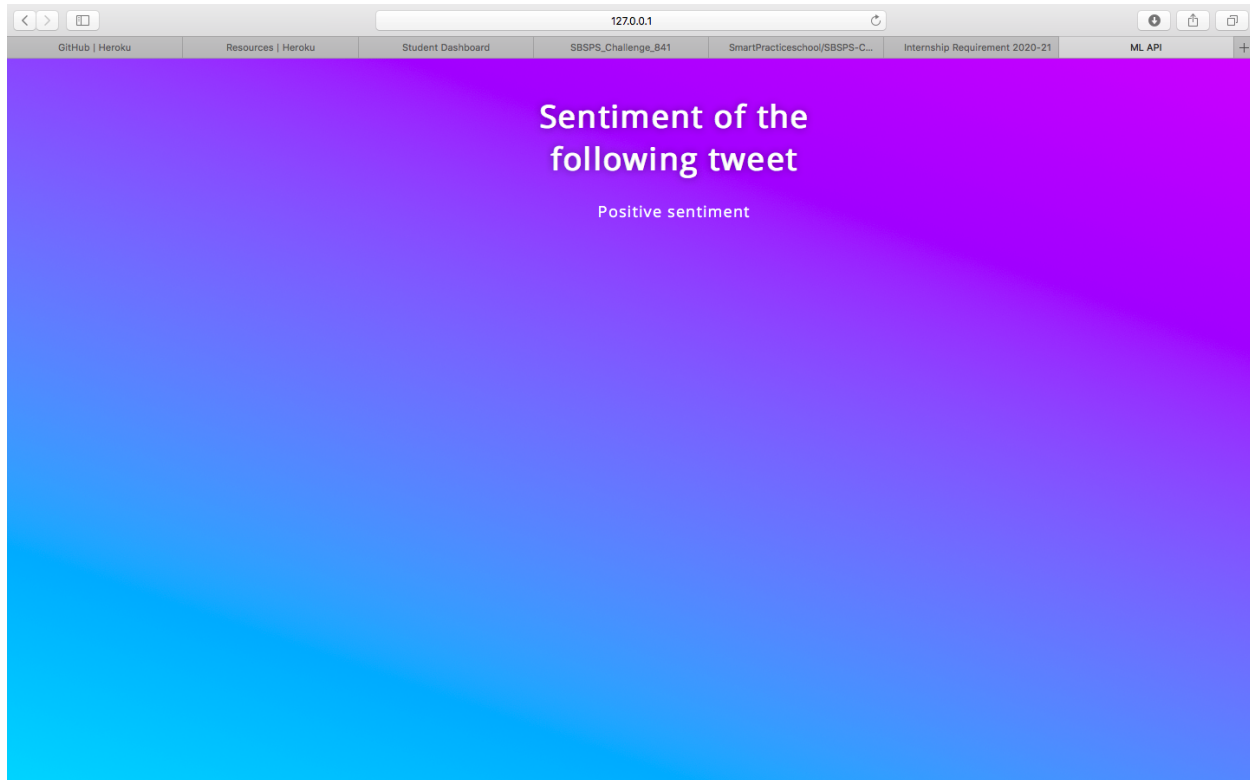 127.0.0.1
GitHub | Heroku
Resources | Heroku
Student Dashboard
SBSPS_Challenge_841
SmartPracticeschool/SBSPS-C...
Internship Requirement 2020-21
ML API
Sentiment of the
following tweet
Positive sentiment